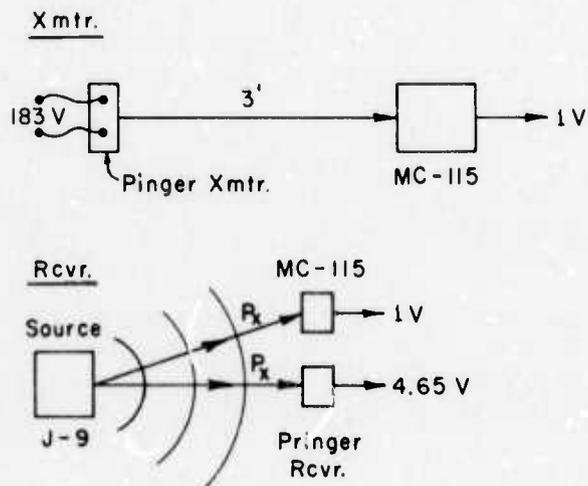 Xmtr.
183 V
3'
1 V
Pinger Xmtr.
MC-115
Rcvr.
MC-115
Source
Px
1 V
Px
4.65 V
J-9
Pringer
Rcvr.